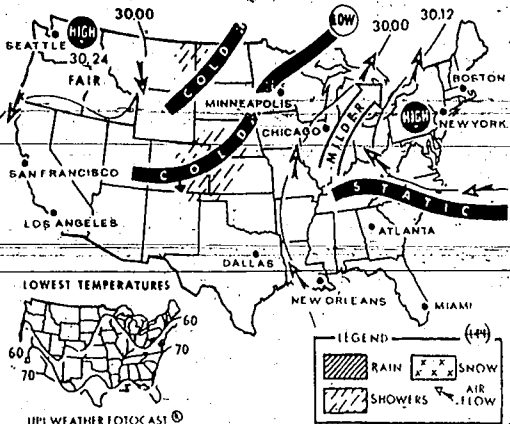 30.00
30.12
HIGH
LOW
30.00
SEATTLE
30.24
FAIR
COLD
MINNEAPOLIS
BOSTON
HIGH
NEW YORK
CHICAGO
MILDER
COLD
SAN FRANCISCO
STATIC
LOS ANGELES
ATLANTA
DALLAS
NEW ORLEANS
MIAMI
LOWEST TEMPERATURES
60
70
60
70
LEGEND
UPI
RAIN
SNOW
SHOWERS
AIR FLOW
UPI WEATHER FOTOCAST ®